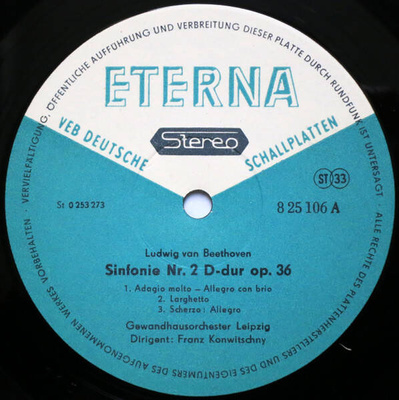 VERVIELFÄLTIGUNG, ÖFFENTLICHE AUFFÜHRUNG UND VERBREITUNG DIESER PLATTE DURCH RUNDFUNK IST UNTERSAGT · ALLE RECHTE DES PLATTENHERSTELLERS UND DES EIGENTÜMERS DES AUFGENOMMENEN WERKES VORBEHALTEN ·
ETERNA
VEB DEUTSCHE SCHALLPLATTEN
Stereo
ST 33
St 0 253 273
8 25 106 A
Ludwig van Beethoven
Sinfonie Nr. 2 D-dur op. 36
1. Adagio molto – Allegro con brio
2. Larghetto
3. Scherzo: Allegro
Gewandhausorchester Leipzig
Dirigent: Franz Konwitschny